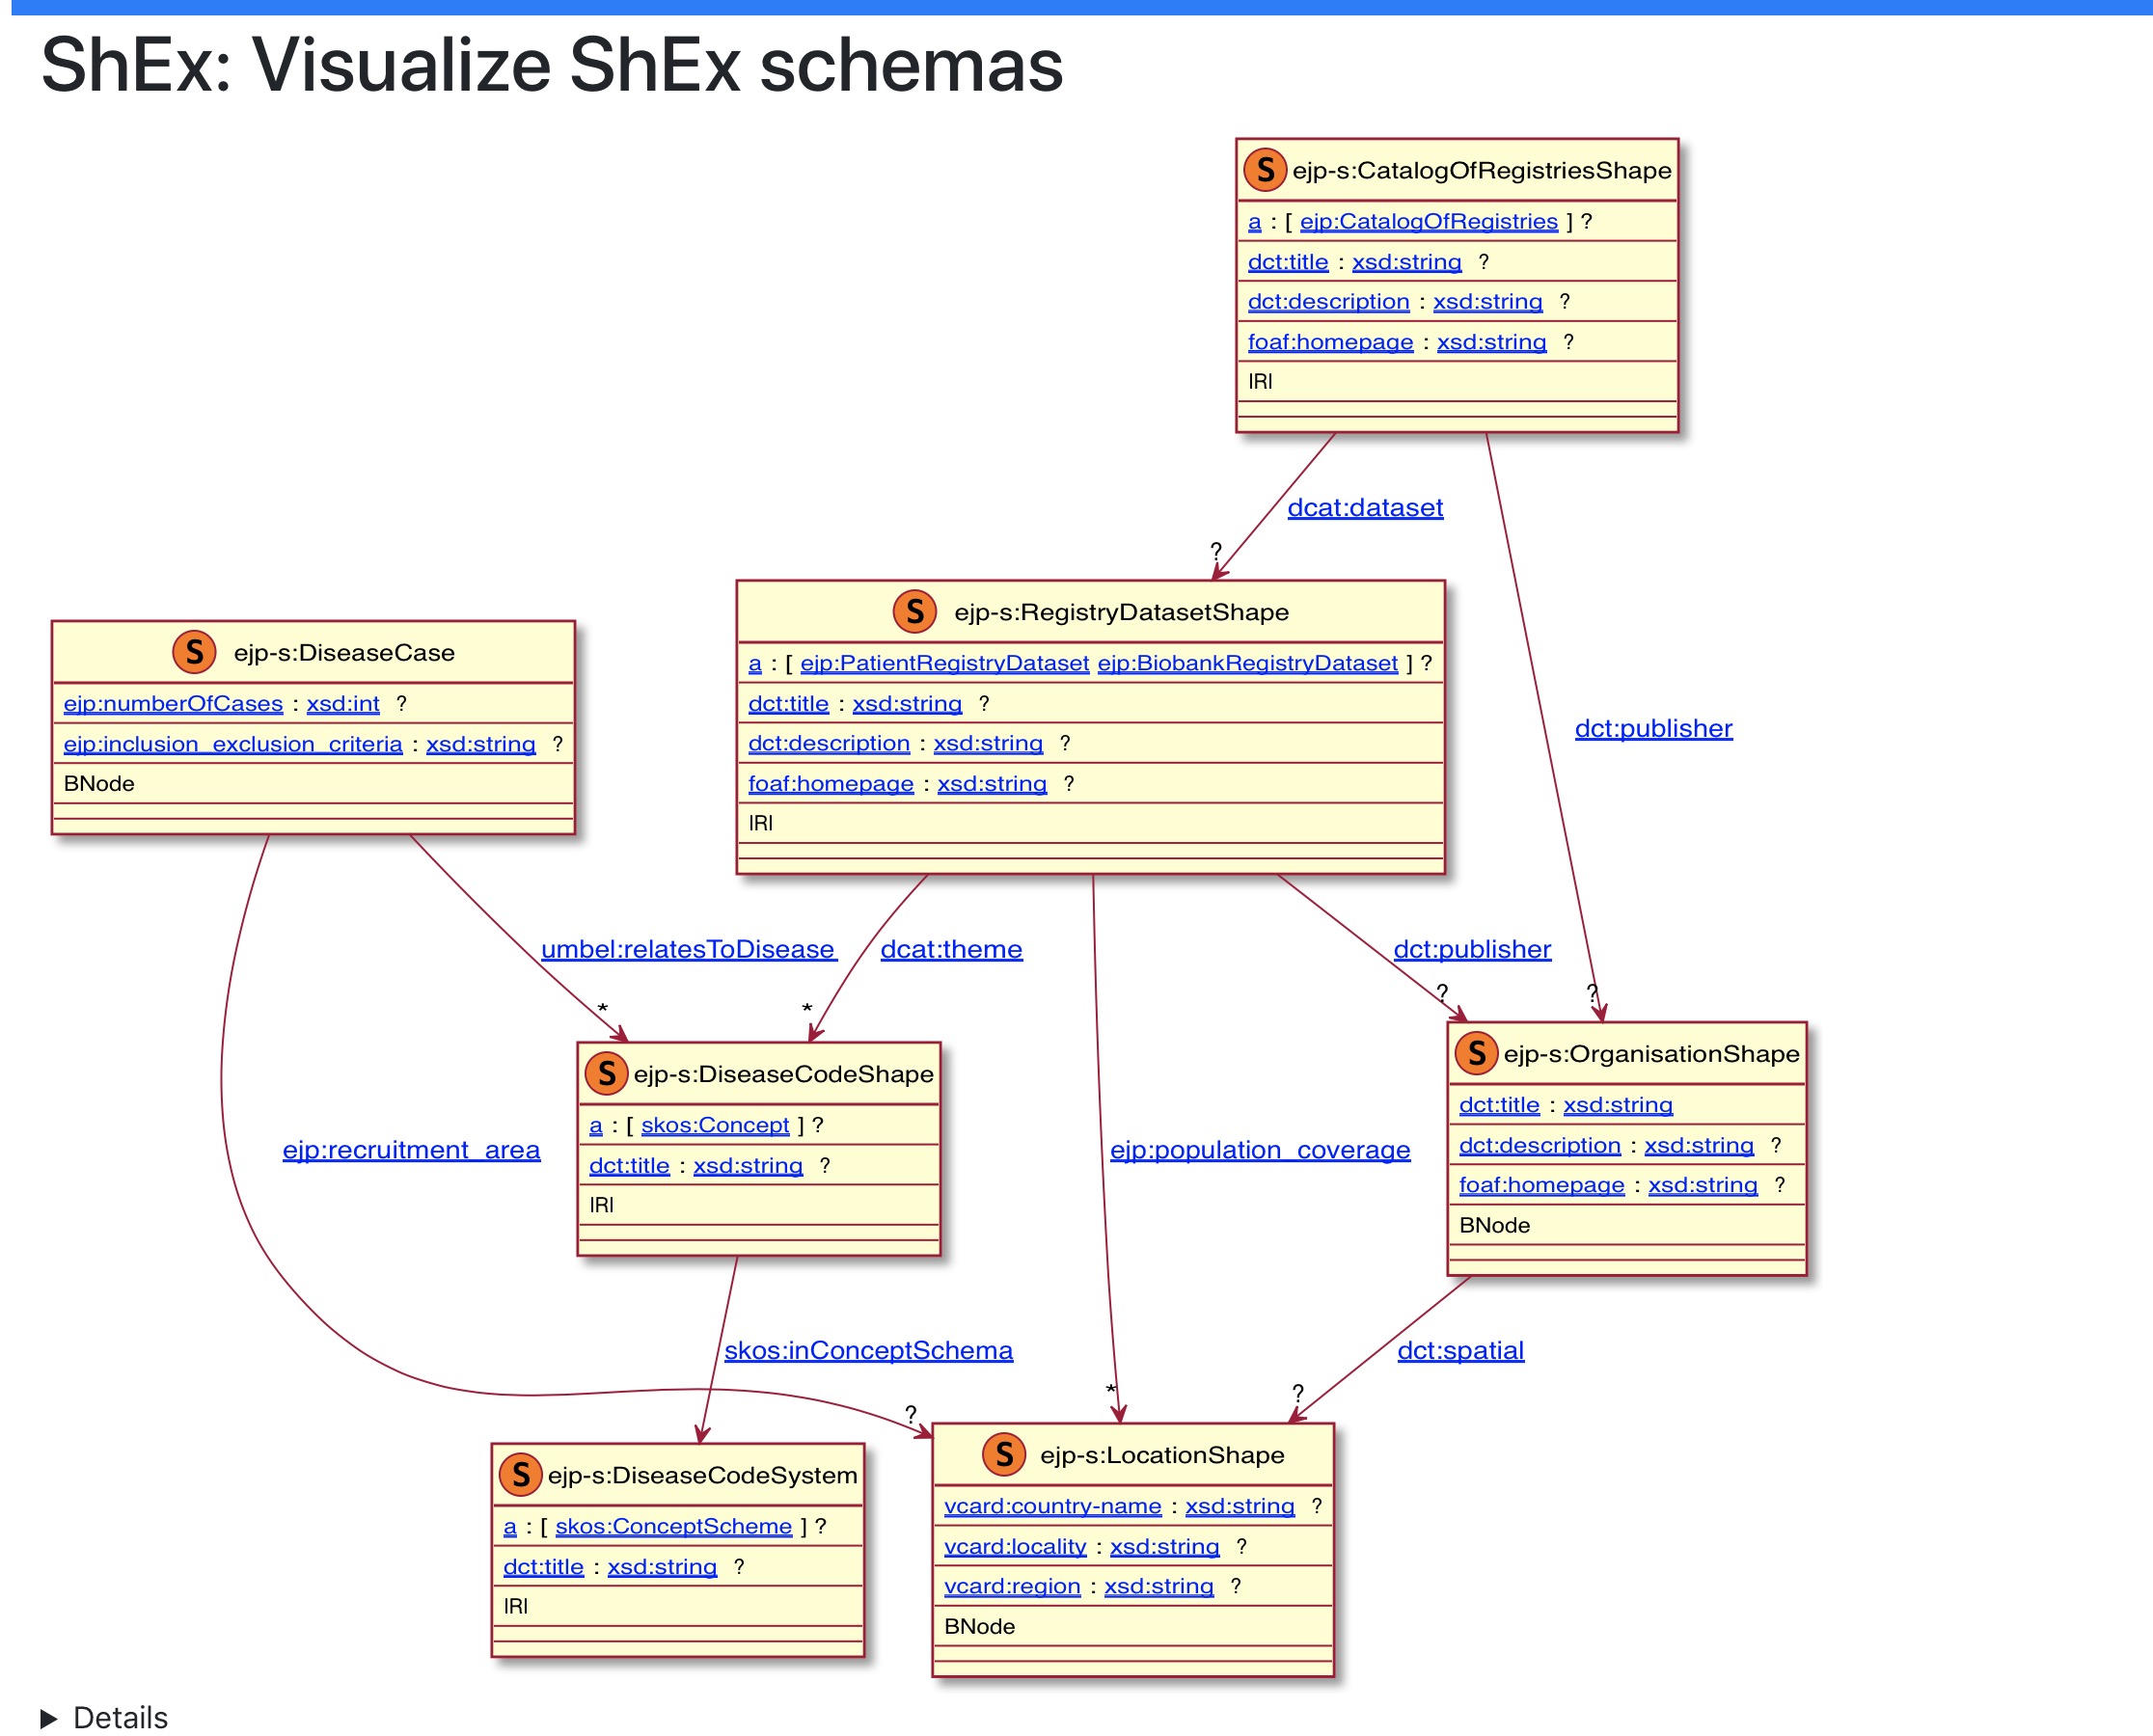 ShEx: Visualize ShEx schemas
S ejp-s:CatalogOfRegistriesShape
a : [ ejp:CatalogOfRegistries ] ?
dct:title : xsd:string ?
dct:description : xsd:string ?
foaf:homepage : xsd:string ?
IRI
dcat:dataset
?
dct:publisher
?
S ejp-s:RegistryDatasetShape
a : [ ejp:PatientRegistryDataset ejp:BiobankRegistryDataset ] ?
dct:title : xsd:string ?
dct:description : xsd:string ?
foaf:homepage : xsd:string ?
IRI
S ejp-s:DiseaseCase
ejp:numberOfCases : xsd:int ?
ejp:inclusion_exclusion_criteria : xsd:string ?
BNode
umbel:relatesToDisease
*
dcat:theme
*
dct:publisher
?
ejp:recruitment_area
?
ejp:population_coverage
*
S ejp-s:DiseaseCodeShape
a : [ skos:Concept ] ?
dct:title : xsd:string ?
IRI
S ejp-s:OrganisationShape
dct:title : xsd:string
dct:description : xsd:string ?
foaf:homepage : xsd:string ?
BNode
skos:inConceptSchema
dct:spatial
?
S ejp-s:DiseaseCodeSystem
a : [ skos:ConceptScheme ] ?
dct:title : xsd:string ?
IRI
S ejp-s:LocationShape
vcard:country-name : xsd:string ?
vcard:locality : xsd:string ?
vcard:region : xsd:string ?
BNode
▶ Details